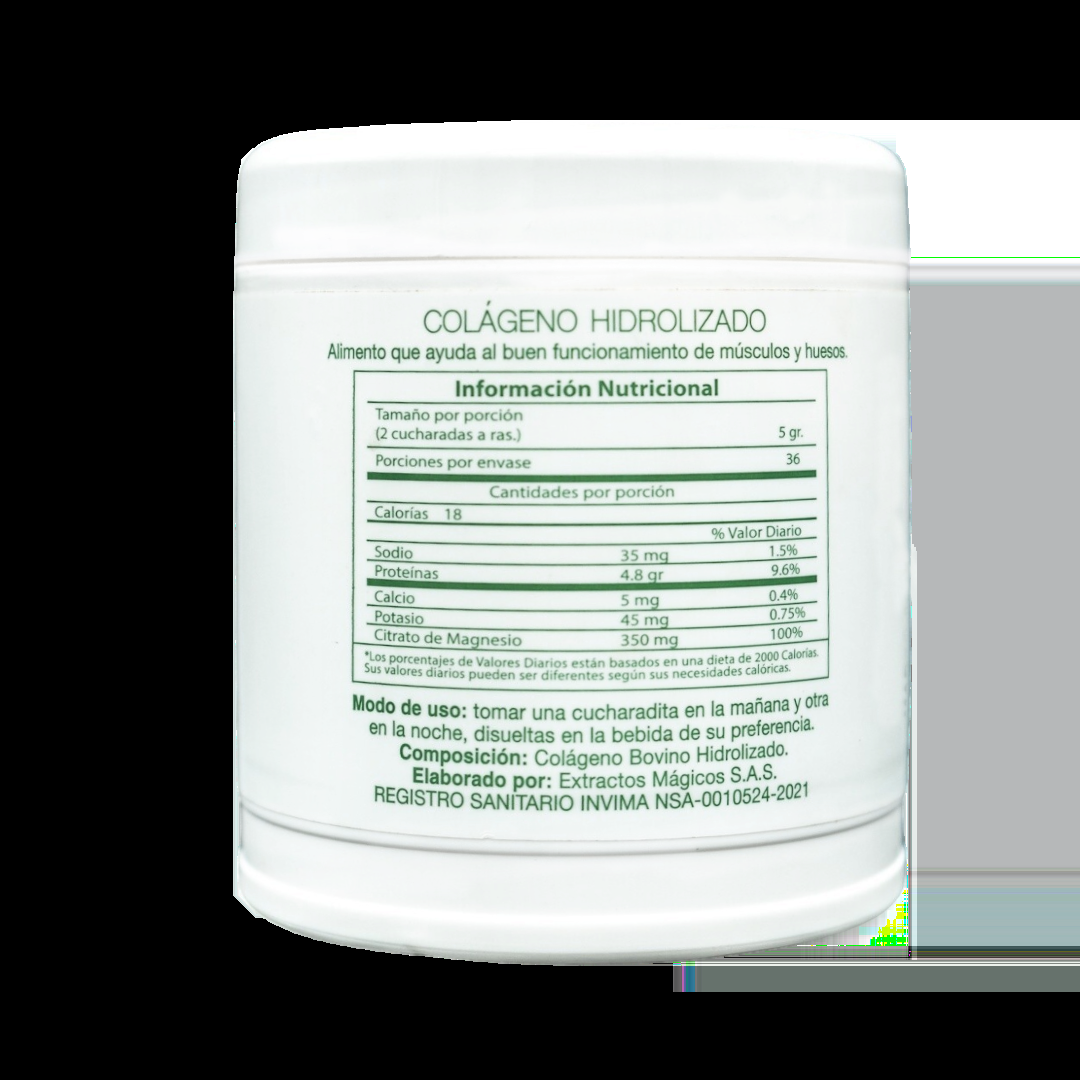 COLÁGENO HIDROLIZADO
Alimento que ayuda al buen funcionamiento de músculos y huesos.
Información Nutricional
Tamaño por porción
(2 cucharadas a ras.) 5 gr.
Porciones por envase 36
Cantidades por porción
Calorías 18
% Valor Diario
Sodio 35 mg 1.5%
Proteínas 4.8 gr 9.6%
Calcio 5 mg 0.4%
Potasio 45 mg 0.75%
Citrato de Magnesio 350 mg 100%
*Los porcentajes de Valores Diarios están basados en una dieta de 2000 Calorías.
Sus valores diarios pueden ser diferentes según sus necesidades calóricas.
Modo de uso: tomar una cucharadita en la mañana y otra
en la noche, disueltas en la bebida de su preferencia.
Composición: Colágeno Bovino Hidrolizado.
Elaborado por: Extractos Mágicos S.A.S.
REGISTRO SANITARIO INVIMA NSA-0010524-2021